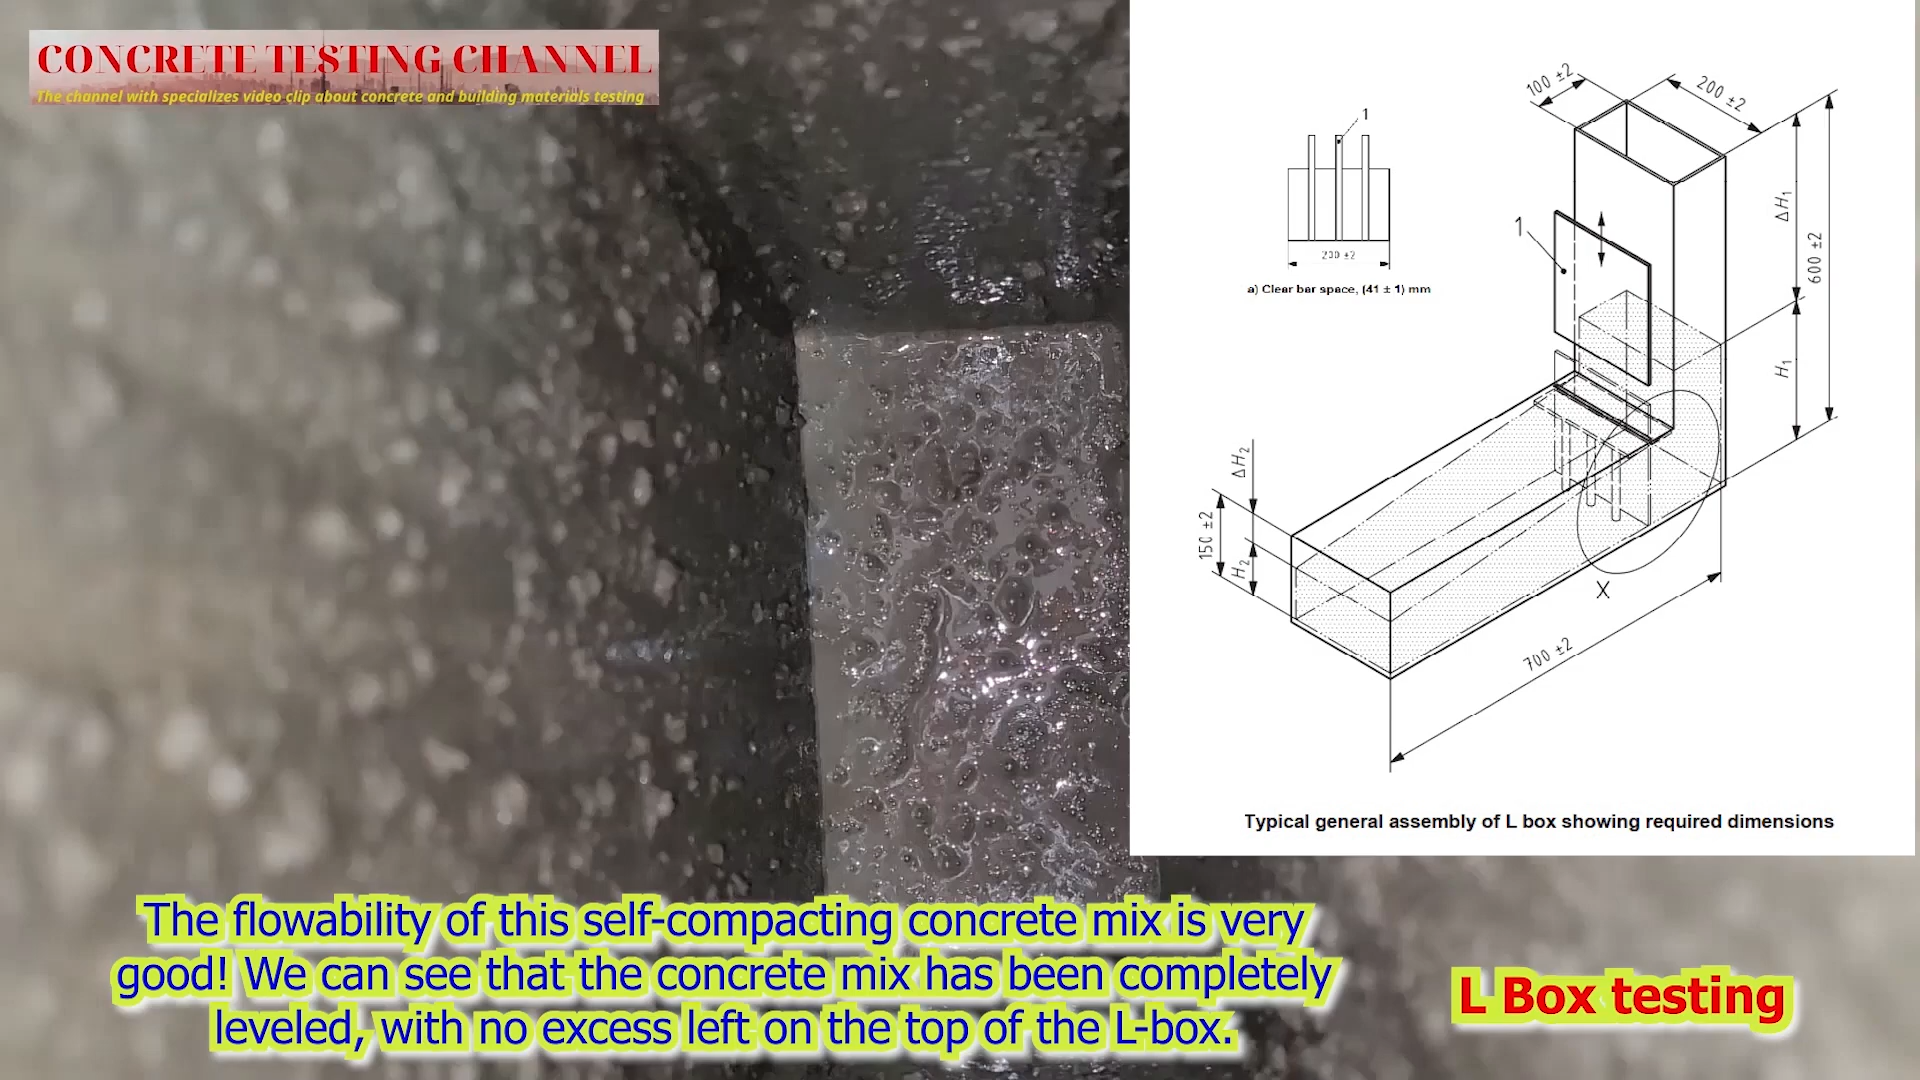 CONCRETE TESTING CHANNEL
The channel with specializes video clip about concrete and building materials testing
1
200 ±2
a) Clear bar space, (41 ± 1) mm
100 ±2
200 ±2
1
ΔH1
600 ±2
H1
ΔH2
150 ±2
H2
X
700 ±2
Typical general assembly of L box showing required dimensions
The flowability of this self-compacting concrete mix is very
good! We can see that the concrete mix has been completely
leveled, with no excess left on the top of the L-box.
L Box testing